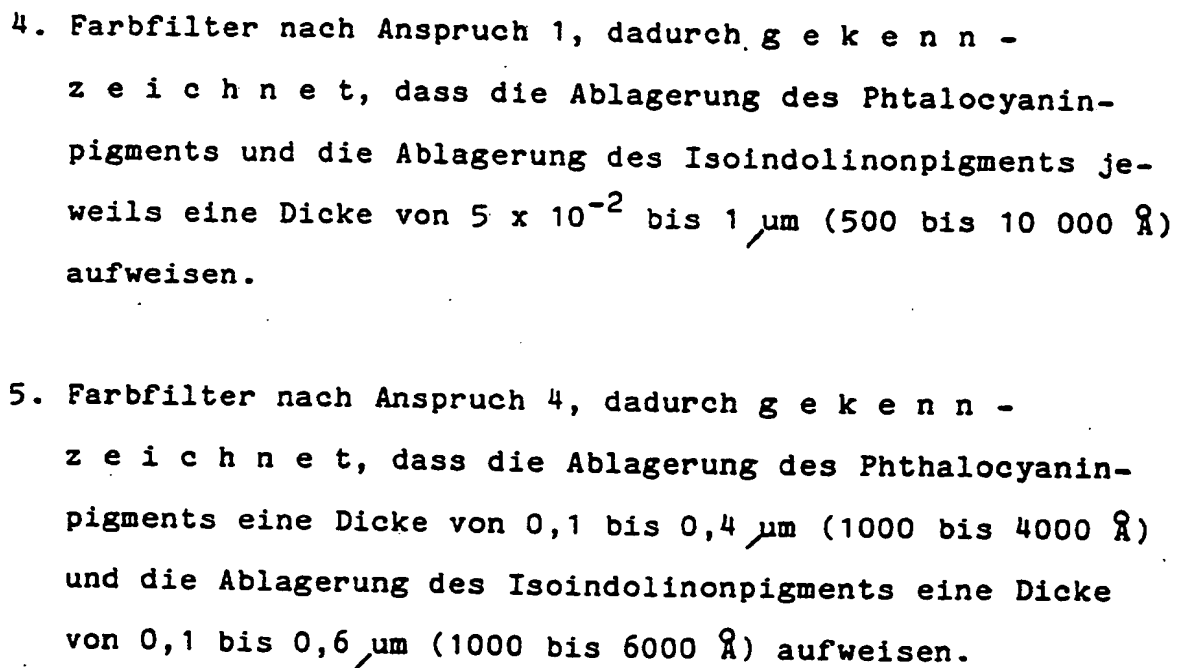 4. Farbfilter nach Anspruch 1, dadurch g e k e n n -
z e i c h n e t, dass die Ablagerung des Phtalocyanin-
pigments und die Ablagerung des Isoindolinonpigments je-
weils eine Dicke von 5 x 10⁻² bis 1 µm (500 bis 10 000 Å)
aufweisen.
5. Farbfilter nach Anspruch 4, dadurch g e k e n n -
z e i c h n e t, dass die Ablagerung des Phthalocyanin-
pigments eine Dicke von 0,1 bis 0,4 µm (1000 bis 4000 Å)
und die Ablagerung des Isoindolinonpigments eine Dicke
von 0,1 bis 0,6 µm (1000 bis 6000 Å) aufweisen.